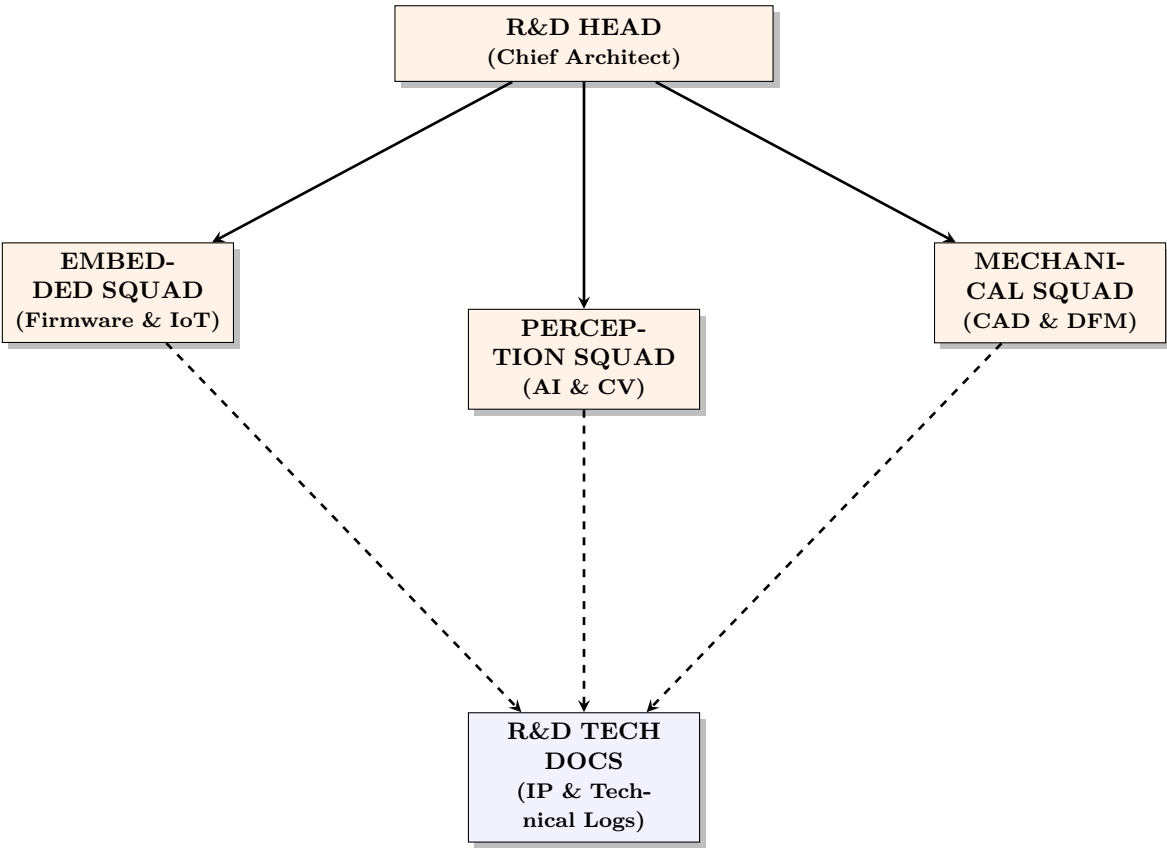 R&D HEAD
(Chief Architect)
EMBED-
DED SQUAD
(Firmware & IoT)
PERCEP-
TION SQUAD
(AI & CV)
MECHANI-
CAL SQUAD
(CAD & DFM)
R&D TECH
DOCS
(IP & Tech-
nical Logs)